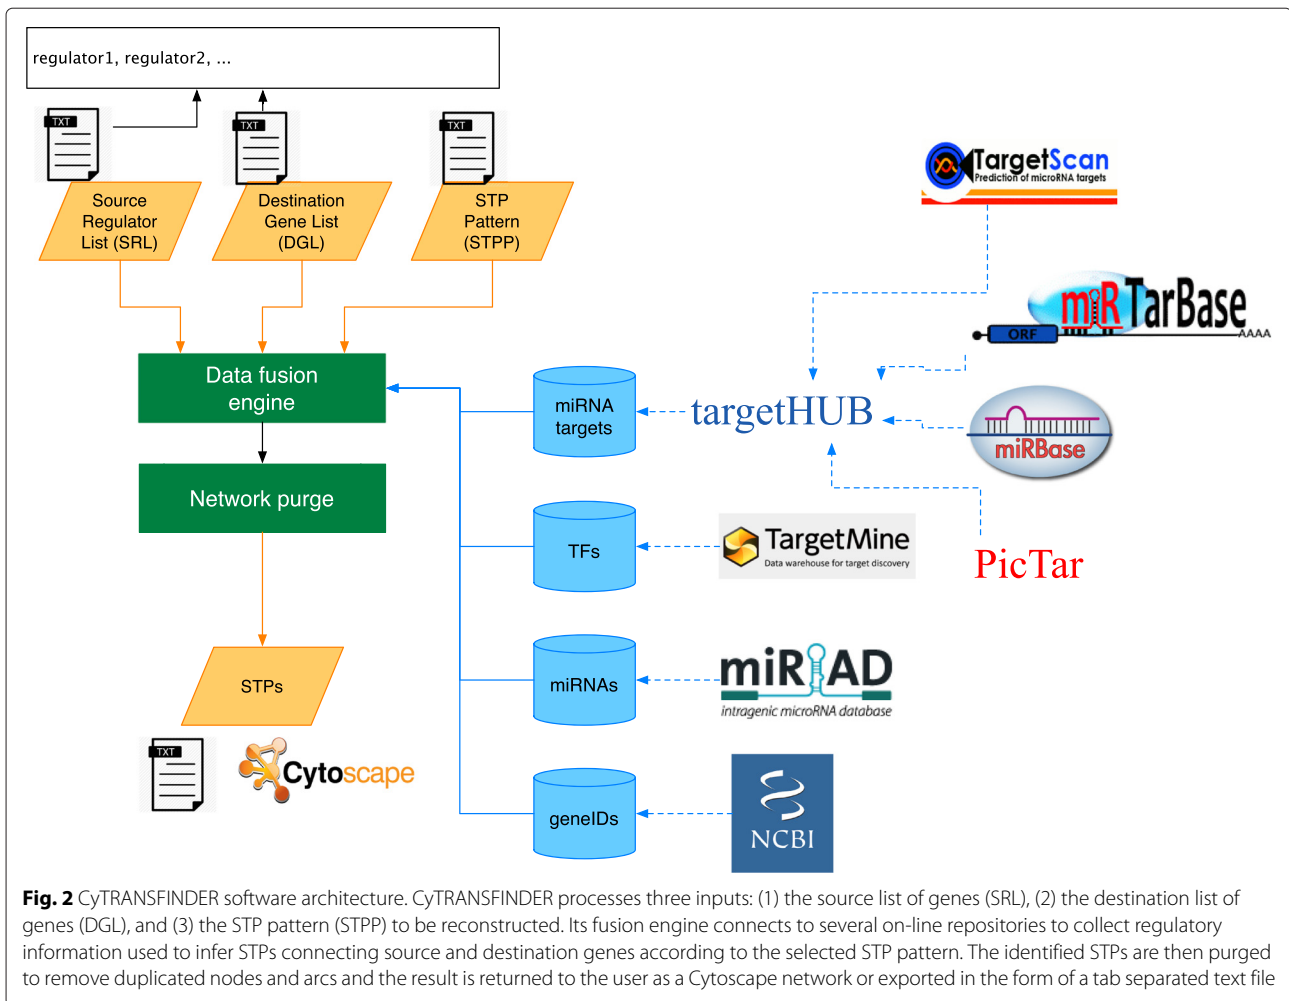 regulator1, regulator2, ...
TXT
TXT
TXT
Source
Regulator
List (SRL)
Destination
Gene List
(DGL)
STP
Pattern
(STPP)
TargetScan
Prediction of microRNA targets
miRTarBase
ORF
AAAA
Data fusion
engine
miRNA
targets
targetHUB
miRBase
Network purge
TFs
TargetMine
Data warehouse for target discovery
PicTar
STPs
miRNAs
miRIAD
intragenic microRNA database
TXT
Cytoscape
geneIDs
NCBI
Fig. 2 CyTRANSFINDER software architecture. CyTRANSFINDER processes three inputs: (1) the source list of genes (SRL), (2) the destination list of
genes (DGL), and (3) the STP pattern (STPP) to be reconstructed. Its fusion engine connects to several on-line repositories to collect regulatory
information used to infer STPs connecting source and destination genes according to the selected STP pattern. The identified STPs are then purged
to remove duplicated nodes and arcs and the result is returned to the user as a Cytoscape network or exported in the form of a tab separated text file